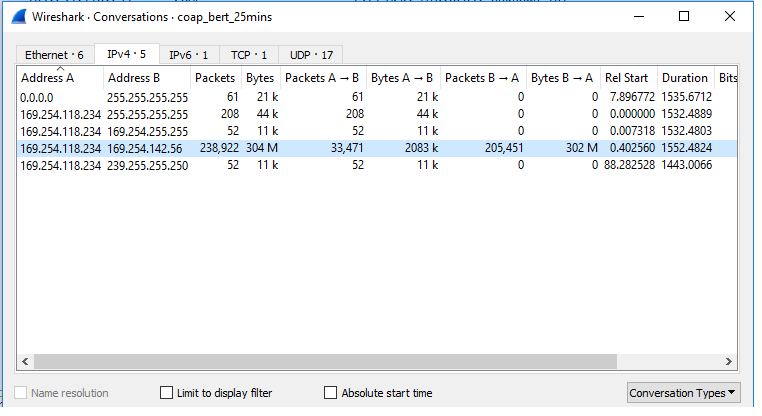 Wireshark · Conversations · coap_bert_25mins
Ethernet · 6 IPv4 · 5 IPv6 · 1 TCP · 1 UDP · 17
Address A Address B Packets Bytes Packets A → B Bytes A → B Packets B → A Bytes B → A Rel Start Duration Bits
0.0.0.0 255.255.255.255 61 21 k 61 21 k 0 0 7.896772 1535.6712
169.254.118.234 255.255.255.255 208 44 k 208 44 k 0 0 0.000000 1532.4889
169.254.118.234 169.254.255.255 52 11 k 52 11 k 0 0 0.007318 1532.4803
169.254.118.234 169.254.142.56 238,922 304 M 33,471 2083 k 205,451 302 M 0.402560 1552.4824
169.254.118.234 239.255.255.250 52 11 k 52 11 k 0 0 88.282528 1443.0066
Name resolution Limit to display filter Absolute start time Conversation Types